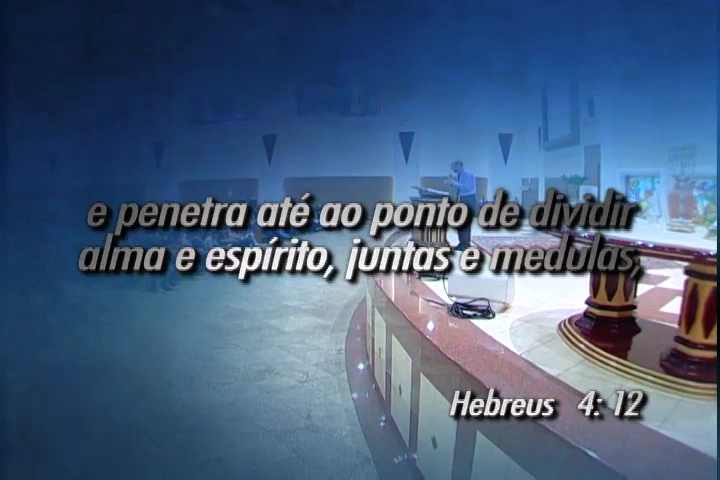 e penetra até ao ponto de dividir
alma e espírito, juntas e medulas,
Hebreus 4: 12